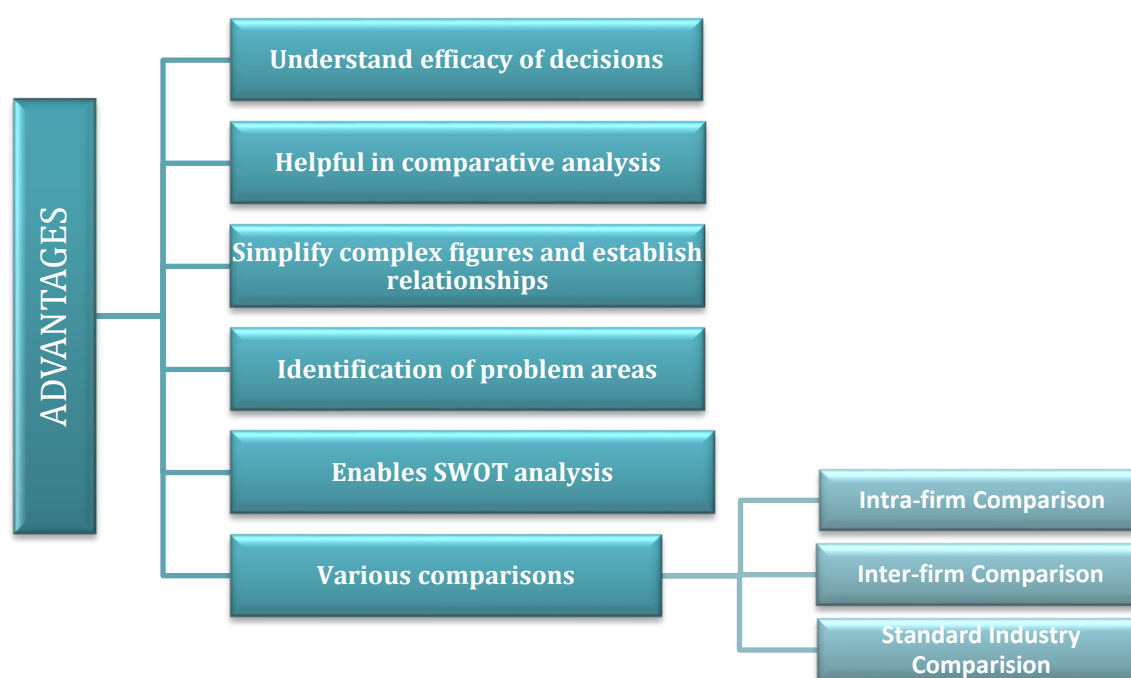 ADVANTAGES
Understand efficacy of decisions
Helpful in comparative analysis
Simplify complex figures and establish
relationships
Identification of problem areas
Enables SWOT analysis
Various comparisons
Intra-firm Comparison
Inter-firm Comparison
Standard Industry
Comparision